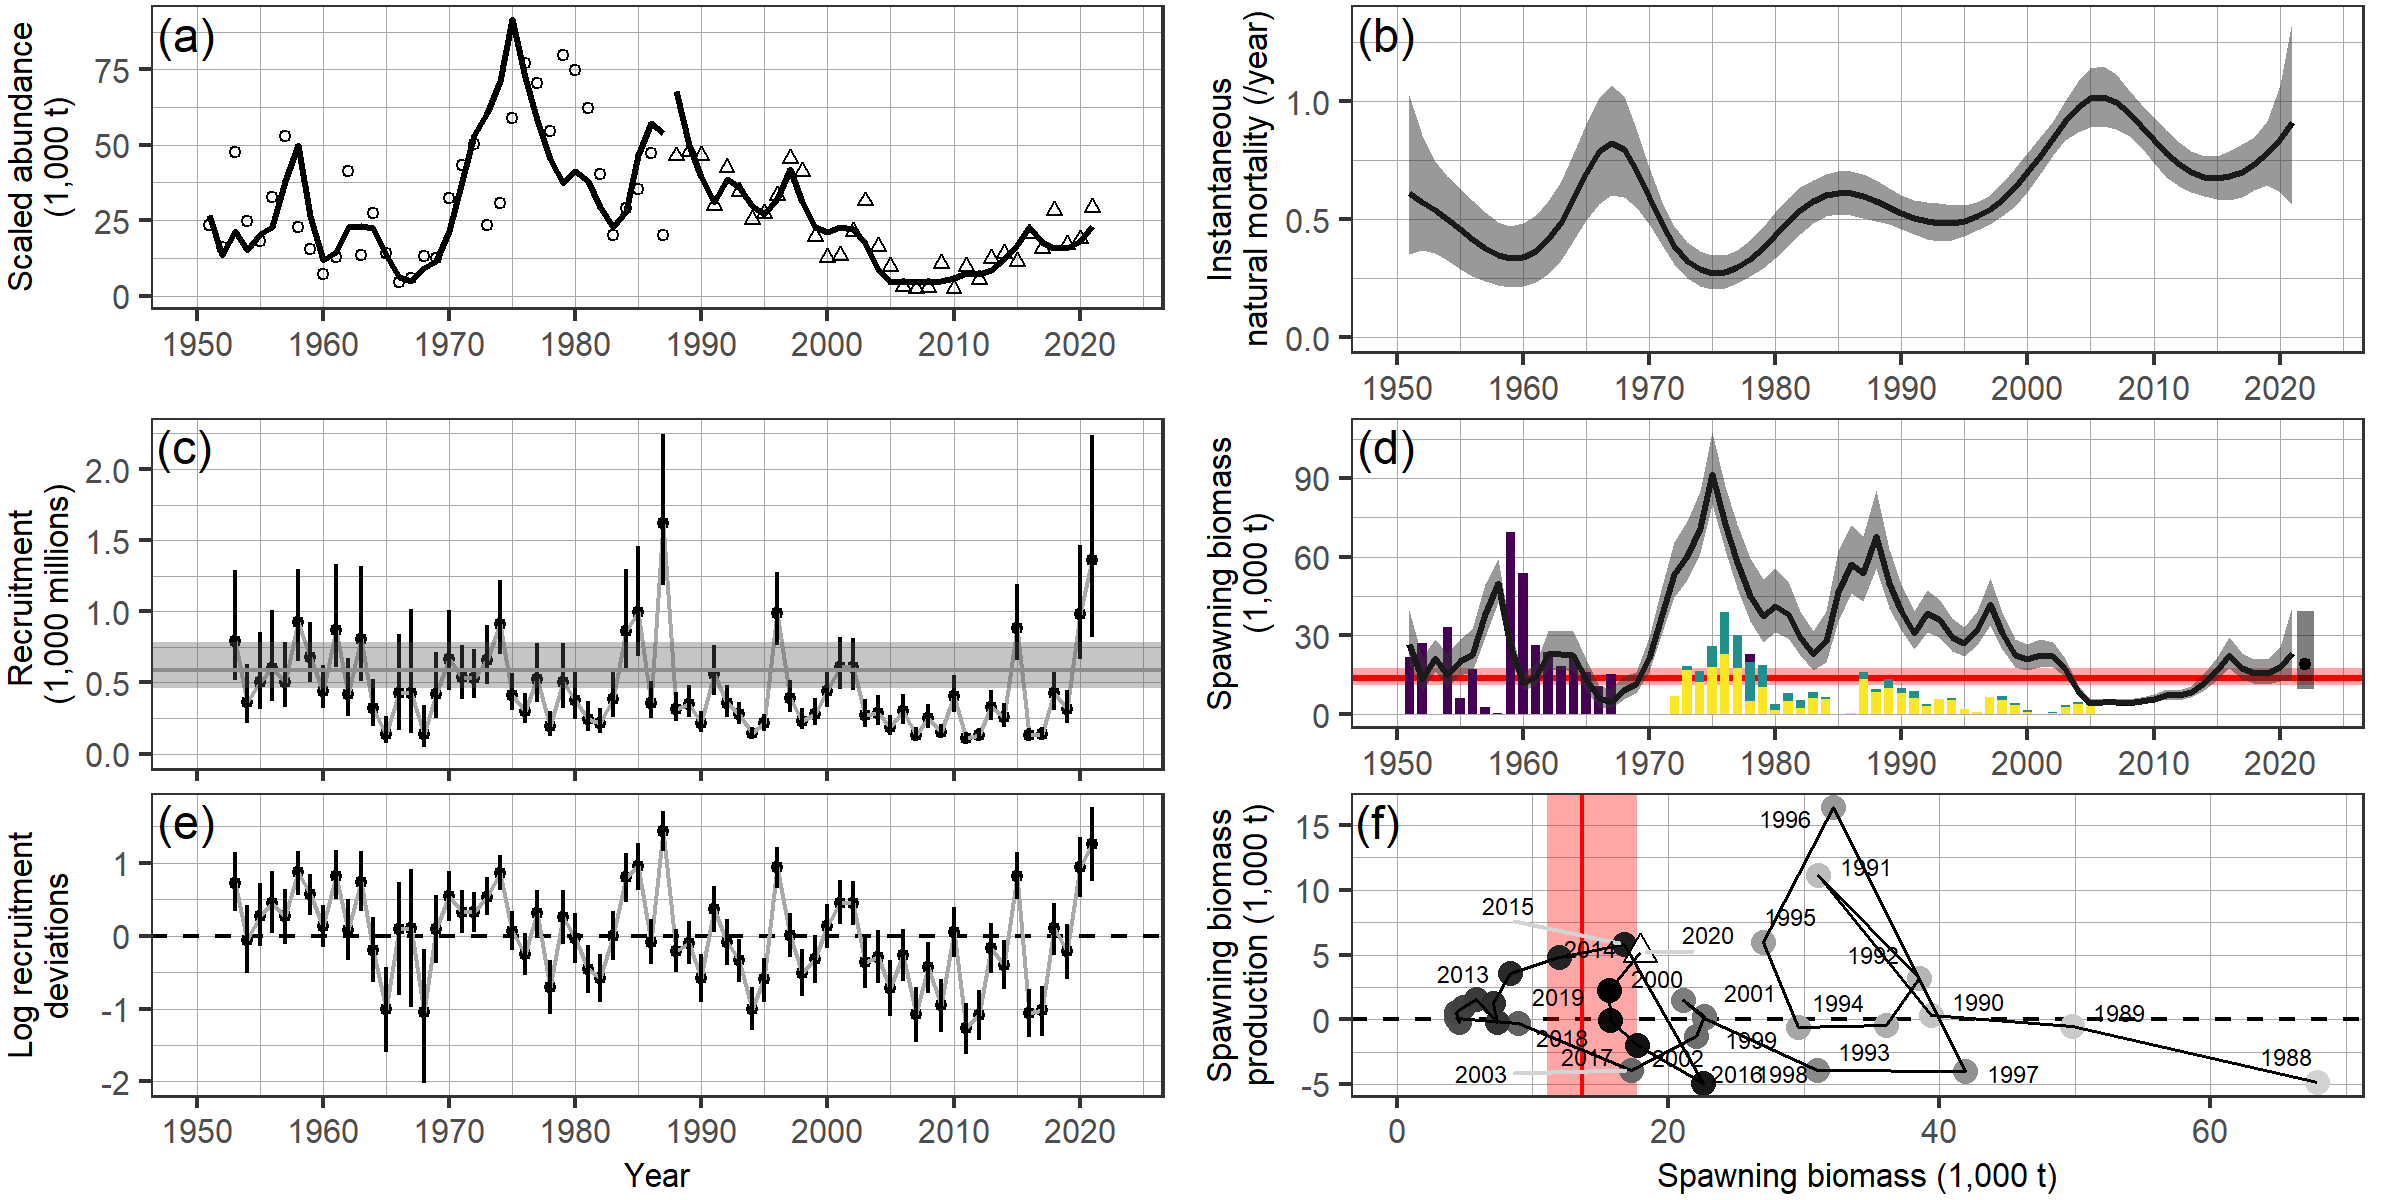 (a)
Scaled abundance
(1,000 t)
75
50
25
0
1950 1960 1970 1980 1990 2000 2010 2020
(b)
Instantaneous
natural mortality (/year)
1.0
0.5
0.0
1950 1960 1970 1980 1990 2000 2010 2020
(c)
Recruitment
(1,000 millions)
2.0
1.5
1.0
0.5
0.0
(d)
Spawning biomass
(1,000 t)
90
60
30
0
1950 1960 1970 1980 1990 2000 2010 2020
(e)
Log recruitment
deviations
1
0
-1
-2
1950 1960 1970 1980 1990 2000 2010 2020
Year
(f)
Spawning biomass
production (1,000 t)
15
10
5
0
-5
1996
1991
2015
1995
2020
2014
1992
2013
2000
2019
2001
1994
1990
1989
2018
1999
2017
2002
1993
1988
2003
2016
1998
1997
0 20 40 60
Spawning biomass (1,000 t)